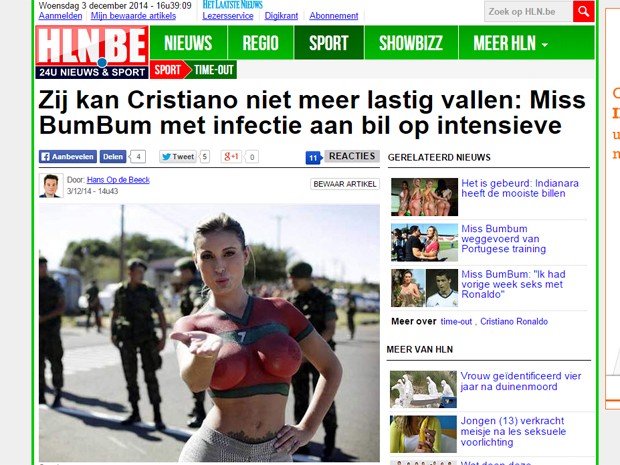 Woensdag 3 december 2014 - 16u39:09
HET LAATSTE NIEUWS
Aanmelden Mijn bewaarde artikels Lezersservice Digikrant Abonnement
Zoek op HLN.be
HLN.BE
24U NIEUWS & SPORT
NIEUWS REGIO SPORT SHOWBIZZ MEER HLN
SPORT TIME-OUT
Zij kan Cristiano niet meer lastig vallen: Miss
BumBum met infectie aan bil op intensieve
Aanbevelen Delen 4 Tweet 5 g+1 0 11 REACTIES
Door: Hans Op de Beeck
3/12/14 - 14u43
BEWAAR ARTIKEL
GERELATEERD NIEUWS
Het is gebeurd: Indianara
heeft de mooiste billen
Miss Bumbum
weggevoerd van
Portugese training
Miss BumBum: "Ik had
vorige week seks met
Ronaldo"
Meer over time-out , Cristiano Ronaldo
MEER VAN HLN
Vrouw geïdentificeerd vier
jaar na duinenmoord
Jongen (13) verkracht
meisje na les seksuele
voorlichting
7